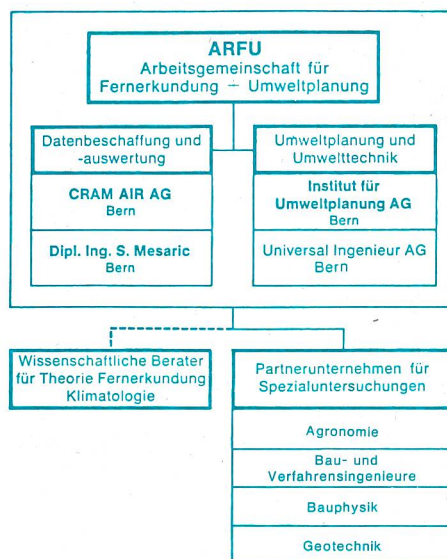 ARFU
Arbeitsgemeinschaft für
Fernerkundung – Umweltplanung
Datenbeschaffung und
-auswertung
CRAM AIR AG
Bern
Dipl. Ing. S. Mesaric
Bern
Umweltplanung und
Umwelttechnik
Institut für
Umweltplanung AG
Bern
Universal Ingenieur AG
Bern
Wissenschaftliche Berater
für Theorie Fernerkundung
Klimatologie
Partnerunternehmen für
Spezialuntersuchungen
Agronomie
Bau- und
Verfahrensingenieure
Bauphysik
Geotechnik